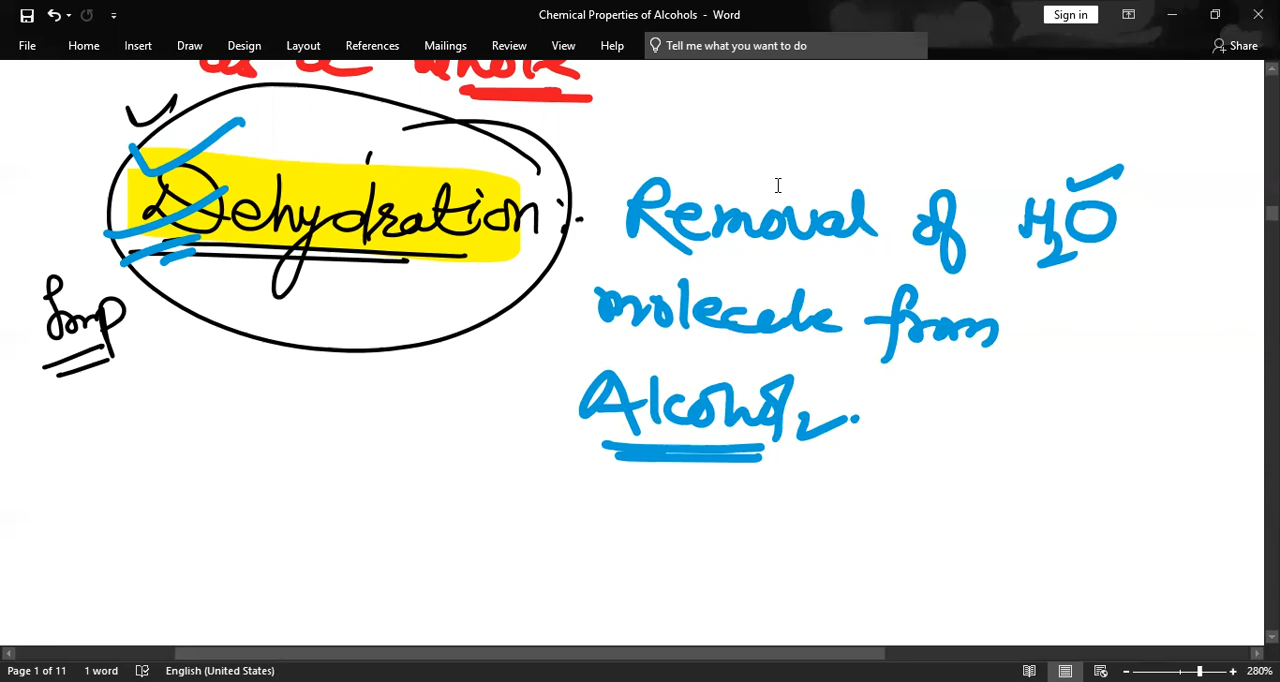 Chemical Properties of Alcohols - Word
Sign in
File Home Insert Draw Design Layout References Mailings Review View Help Tell me what you want to do Share
as a whole
Dehydration :- Removal of H2O
Imp
molecule from
Alcohol
Page 1 of 11 1 word English (United States) 280%